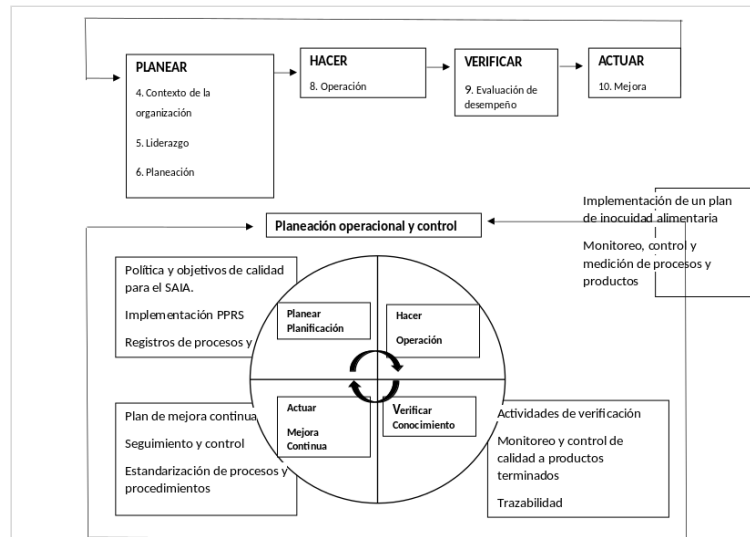 PLANEAR
4. Contexto de la
organización
5. Liderazgo
6. Planeación
HACER
8. Operación
VERIFICAR
9. Evaluación de
desempeño
ACTUAR
10. Mejora
Planeación operacional y control
Implementación de un plan
de inocuidad alimentaria
Monitoreo, control y
medición de procesos y
productos
Política y objetivos de calidad
para el SAIA.
Implementación PPRS
Registros de procesos y
Planear
Planificación
Hacer
Operación
Actuar
Mejora
Continua
Verificar
Conocimiento
Plan de mejora continua
Seguimiento y control
Estandarización de procesos y
procedimientos
Actividades de verificación
Monitoreo y control de
calidad a productos
terminados
Trazabilidad